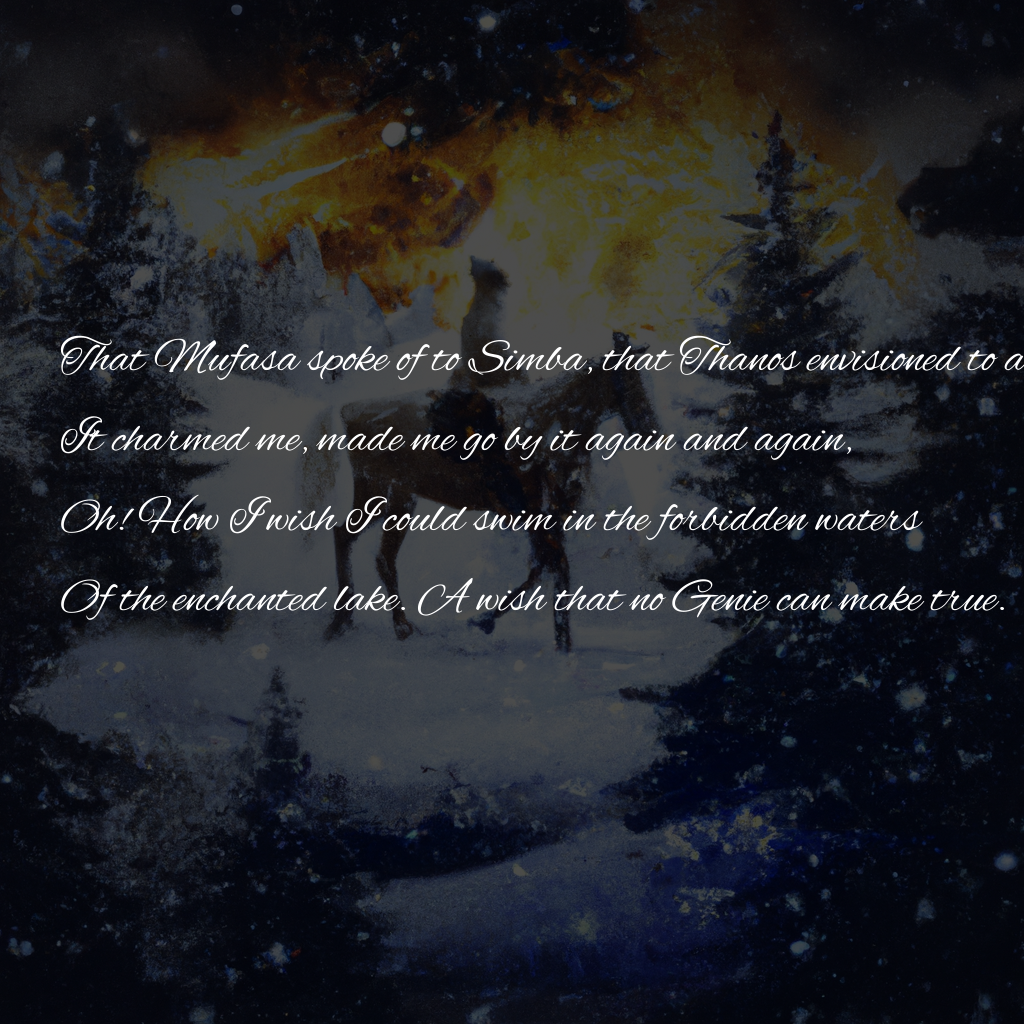 That Mufasa spoke of to Simba, that Thanos envisioned to
It charmed me, made me go by it again and again,
Oh! How I wish I could swim in the forbidden waters
Of the enchanted lake. A wish that no Genie can make true.